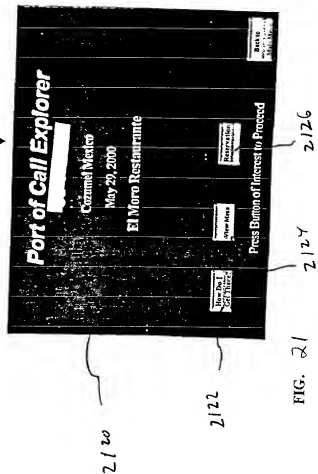 Port of Call Explorer
Cozumel Mexico
May 29, 2000
El Moro Restaurante
How Do I Get There?
View Menu
Reservation
Back to
Press Button of Interest to Proceed
2120
2122
2124
2126
FIG. 21